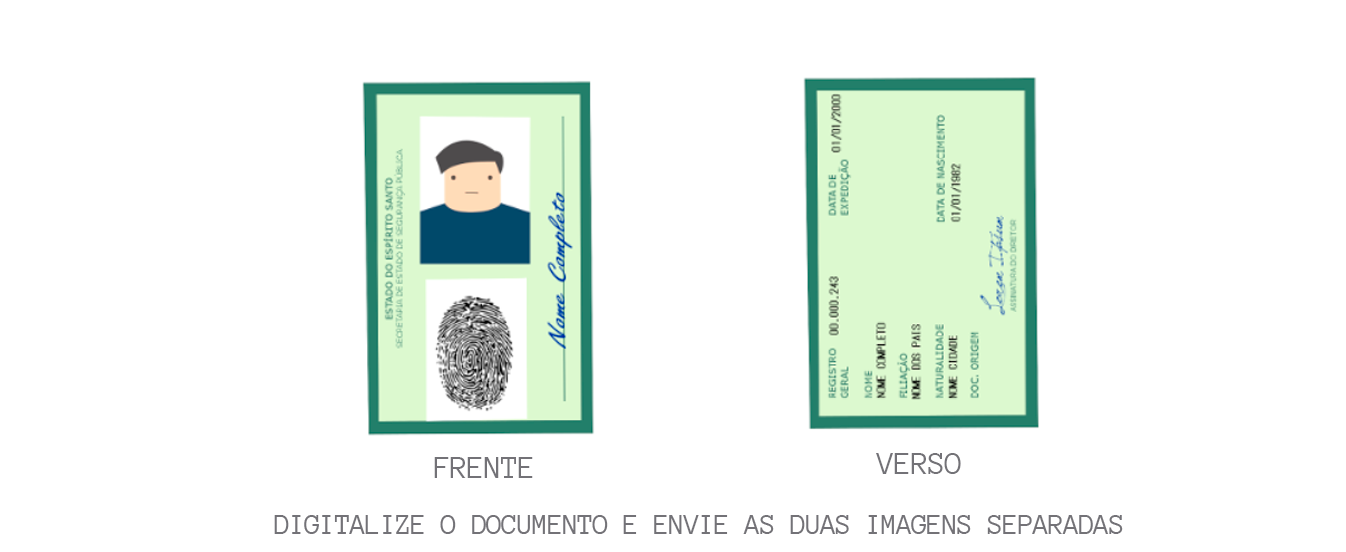 ESTADO DO ESPÍRITO SANTO
SECRETARIA DE ESTADO DE SEGURANÇA PÚBLICA
Nome Completo
FRENTE
REGISTRO GERAL
00.000.243
DATA DE EXPEDIÇÃO
01/01/2000
NOME
NOME COMPLETO
FILIAÇÃO
NOME DOS PAIS
NATURALIDADE
NOME CIDADE
DATA DE NASCIMENTO
01/01/1982
DOC. ORIGEM
Lorem Ipsum
ASSINATURA DO DIRETOR
VERSO
DIGITALIZE O DOCUMENTO E ENVIE AS DUAS IMAGENS SEPARADAS